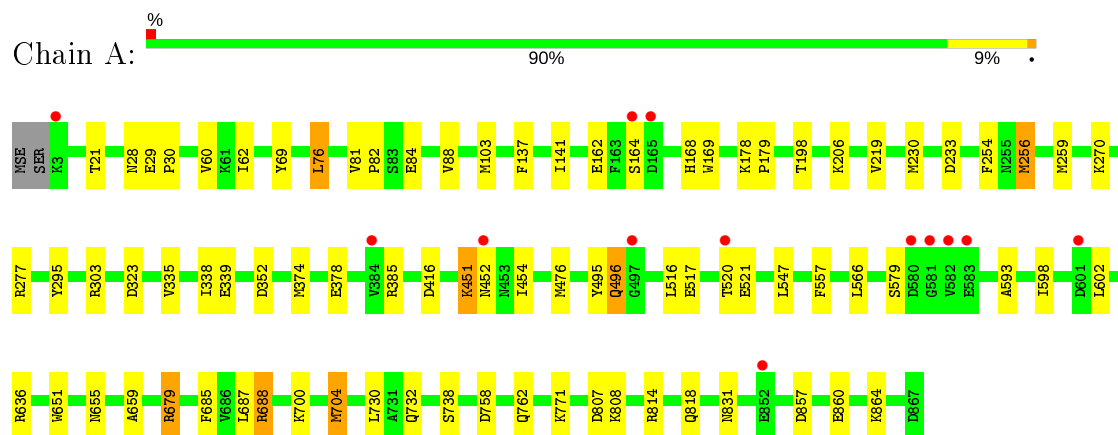 %
Chain A:
90%
9%
•
MSE SER K3 T21 N28 E29 P30 V60 K61 I62 Y69 L76 V81 P82 S83 E84 V88 M103 F137 I141 E162 F163 S164 D165 H168 W169 K178 P179 T198 K206 V219 M230 D233 F254 N255 M256 M259 K270
R277 Y295 R303 D323 V335 I338 E339 D352 M374 E378 V384 R385 D416 K451 N452 N453 I454 M476 Y495 Q496 G497 L516 E517 T520 E521 L547 F557 L566 S579 D580 G581 V582 E583 A593 I598 D601 L602
R636 W651 N655 A659 R679 F685 V686 L687 R688 K700 M704 L730 A731 Q732 S738 D758 Q762 K771 D807 K808 R814 Q818 N831 E852 D857 E860 K864 D867